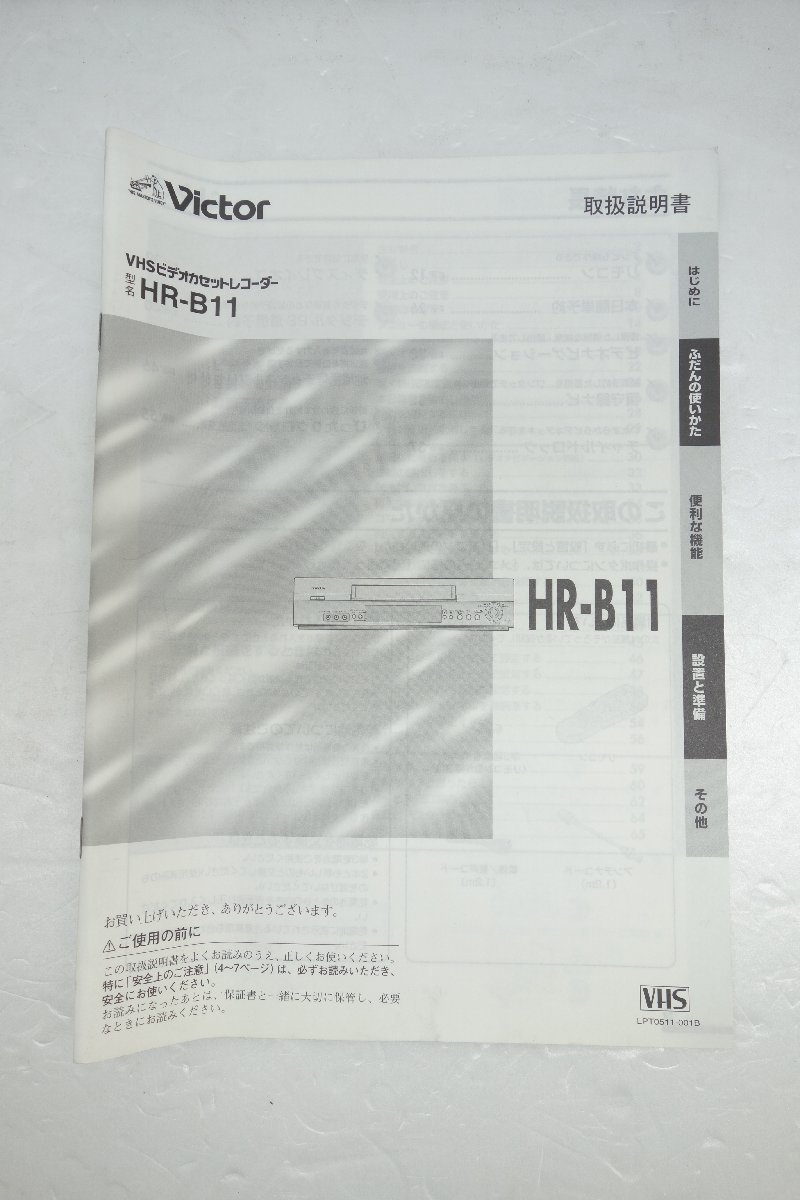 HIS MASTER'S VOICE
Victor
取扱説明書
VHSビデオカセットレコーダー
型名 HR-B11
はじめに
ふだんの使いかた
便利な機能
設置と準備
その他
HR-B11
お買い上げいただき、ありがとうございます。
⚠ご使用の前に
この取扱説明書をよくお読みのうえ、正しくお使いください。
特に「安全上のご注意」(4~7ページ)は、必ずお読みいただき、
安全にお使いください。
お読みになったあとは、保証書と一緒に大切に保管し、必要
なときにお読みください。
VHS
LPT0511-001B